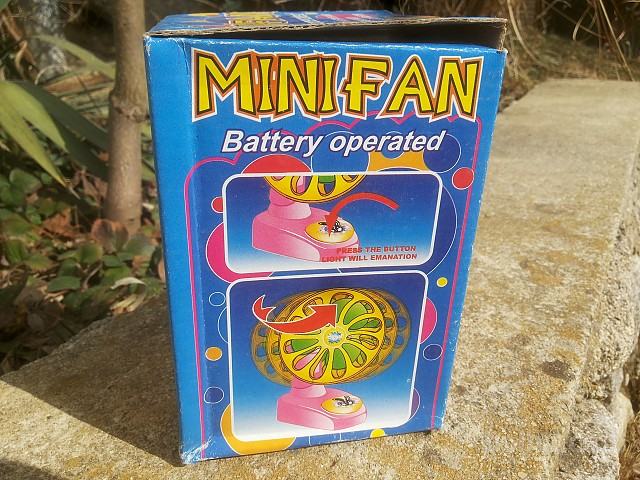 MINI FAN
Battery operated
PRESS THE BUTTON
LIGHT WILL EMANATION